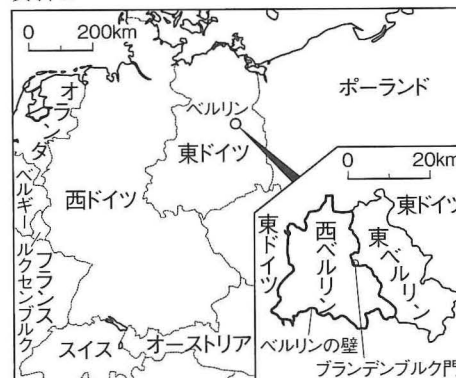 0 200km
オランダ
ベルギー
ルクセンブルク
フランス
西ドイツ
ベルリン
東ドイツ
ポーランド
スイス
オーストリア
0 20km
東ドイツ
東ドイツ
西ベルリン
東ベルリン
ベルリンの壁
ブランデンブルク門